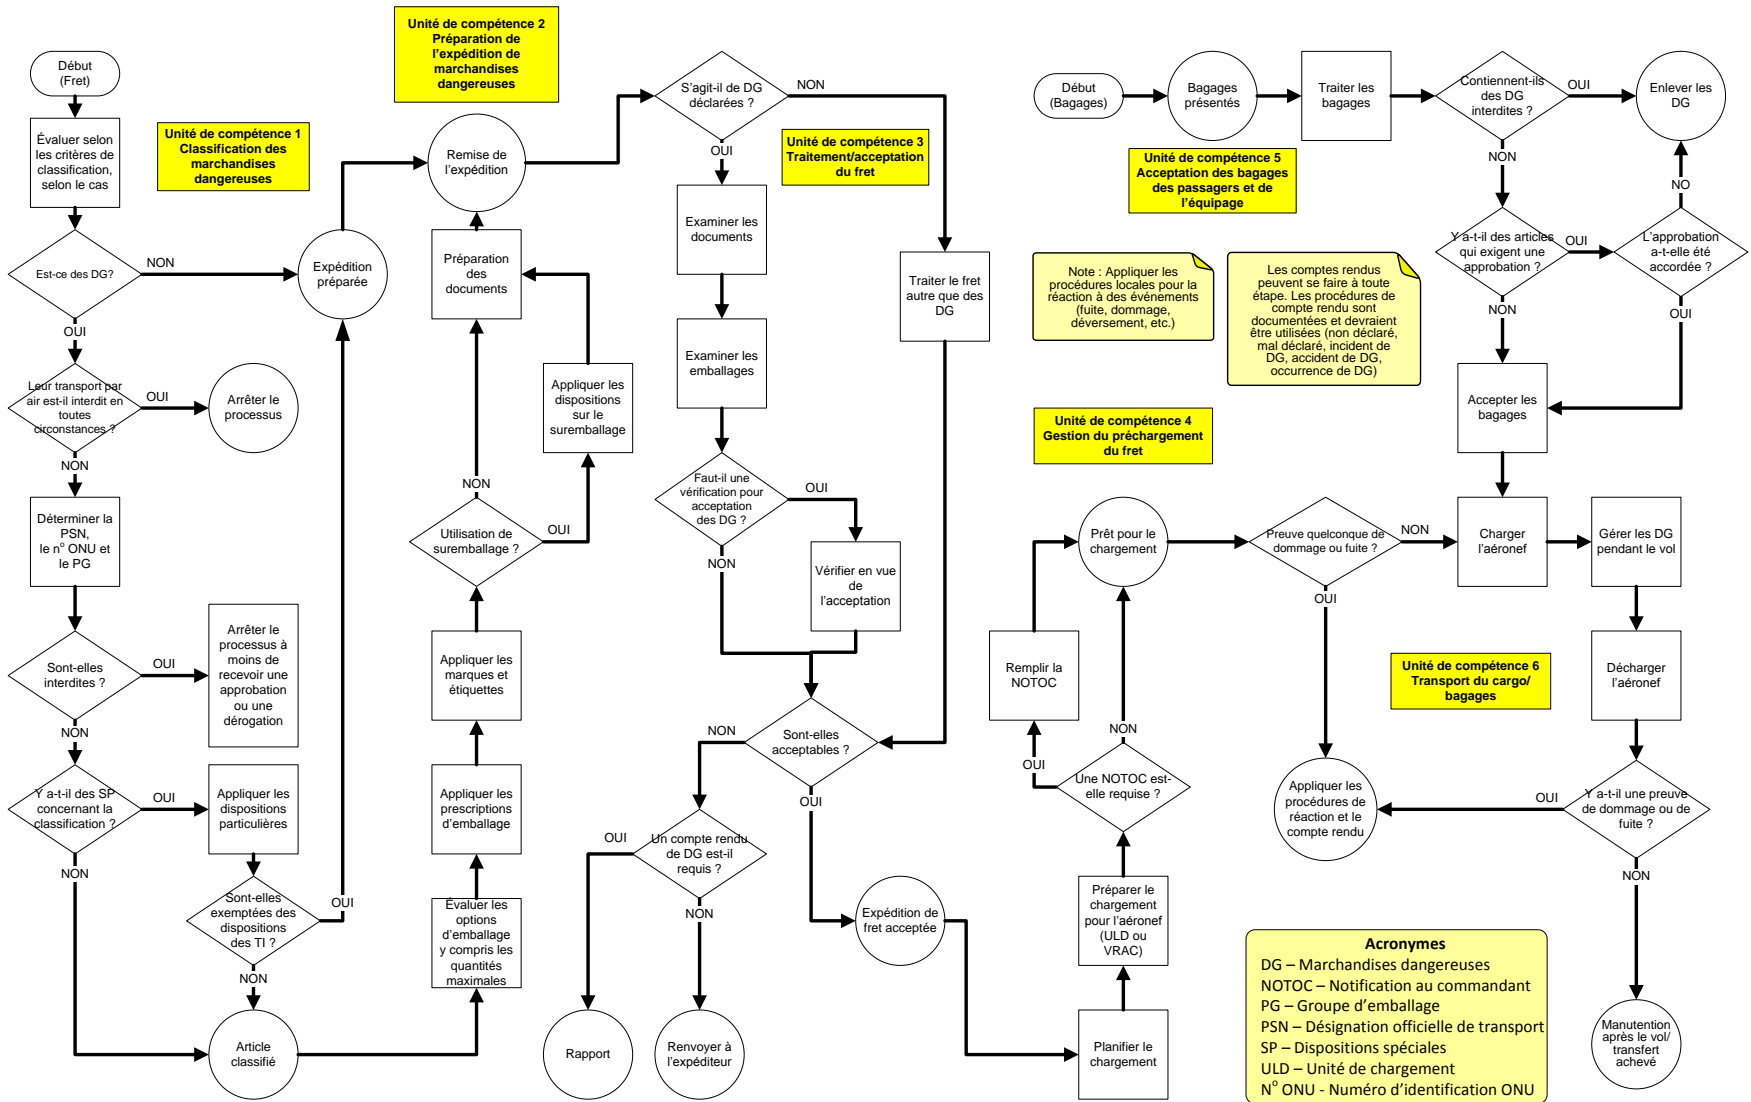 Début
(Fret)
Évaluer selon
les critères de
classification,
selon le cas
Unité de compétence 1
Classification des
marchandises
dangereuses
Est-ce des DG?
NON
OUI
Expédition
préparée
Leur transport par
air est-il interdit en
toutes
circonstances ?
OUI
Arrêter le
processus
NON
Déterminer la
PSN,
le nº ONU et
le PG
Sont-elles
interdites ?
OUI
Arrêter le
processus à
moins de
recevoir une
approbation
ou une
dérogation
NON
Y a-t-il des SP
concernant la
classification ?
OUI
Appliquer les
dispositions
particulières
NON
Sont-elles
exemptées des
dispositions
des TI ?
OUI
NON
Article
classifié
Unité de compétence 2
Préparation de
l’expédition de
marchandises
dangereuses
Remise de
l’expédition
Préparation
des
documents
Appliquer les
dispositions
sur le
suremballage
NON
Utilisation de
suremballage ?
OUI
Appliquer les
marques et
étiquettes
Appliquer les
prescriptions
d’emballage
Évaluer les
options
d’emballage
y compris les
quantités
maximales
S’agit-il de DG
déclarées ?
NON
OUI
Unité de compétence 3
Traitement/acceptation
du fret
Examiner les
documents
Traiter le fret
autre que des
DG
Examiner les
emballages
Faut-il une
vérification pour
acceptation
des DG ?
OUI
NON
Vérifier en vue
de
l’acceptation
Sont-elles
acceptables ?
NON
OUI
Un compte rendu
de DG est-il
requis ?
OUI
NON
Rapport
Renvoyer à
l’expéditeur
Expédition de
fret acceptée
Début
(Bagages)
Bagages
présentés
Traiter les
bagages
Contiennent-ils
des DG
interdites ?
OUI
Enlever les
DG
NON
Unité de compétence 5
Acceptation des bagages
des passagers et de
l’équipage
NO
Y a-t-il des articles
qui exigent une
approbation ?
OUI
L’approbation
a-t-elle été
accordée ?
NON
OUI
Note : Appliquer les
procédures locales pour la
réaction à des événements
(fuite, dommage,
déversement, etc.)
Les comptes rendus
peuvent se faire à toute
étape. Les procédures de
compte rendu sont
documentées et devraient
être utilisées (non déclaré,
mal déclaré, incident de
DG, accident de DG,
occurrence de DG)
Accepter les
bagages
Unité de compétence 4
Gestion du préchargement
du fret
Prêt pour le
chargement
Preuve quelconque de
dommage ou fuite ?
NON
OUI
Charger
l’aéronef
Gérer les DG
pendant le vol
Remplir la
NOTOC
Unité de compétence 6
Transport du cargo/
bagages
Décharger
l’aéronef
NON
OUI
Une NOTOC est-
elle requise ?
Appliquer les
procédures de
réaction et le
compte rendu
OUI
Y a-t-il une preuve
de dommage ou de
fuite ?
NON
Préparer le
chargement
pour l’aéronef
(ULD ou
VRAC)
Planifier le
chargement
Manutention
après le vol/
transfert
achevé
Acronymes
DG – Marchandises dangereuses
NOTOC – Notification au commandant
PG – Groupe d’emballage
PSN – Désignation officielle de transport
SP – Dispositions spéciales
ULD – Unité de chargement
Nº ONU - Numéro d’identification ONU